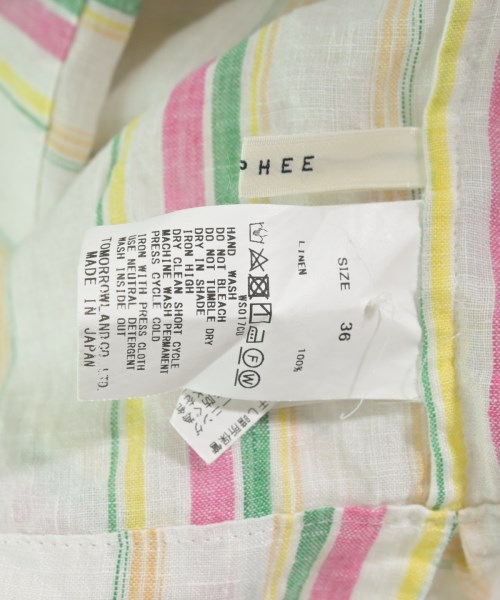 PHEE
SIZE 36
LINEN 100%
WS017GU
HAND WASH
DO NOT BLEACH
DO NOT TUMBLE DRY
DRY IN SHADE
IRON HIGH
DRY CLEAN SHORT CYCLE
MACHINE WASH PERMANENT
PRESS CYCLE COLD
IRON WITH PRESS CLOTH
USE NEUTRAL DETERGENT
WASH INSIDE OUT
TOMORROWLAND CO., LTD.
MADE IN JAPAN